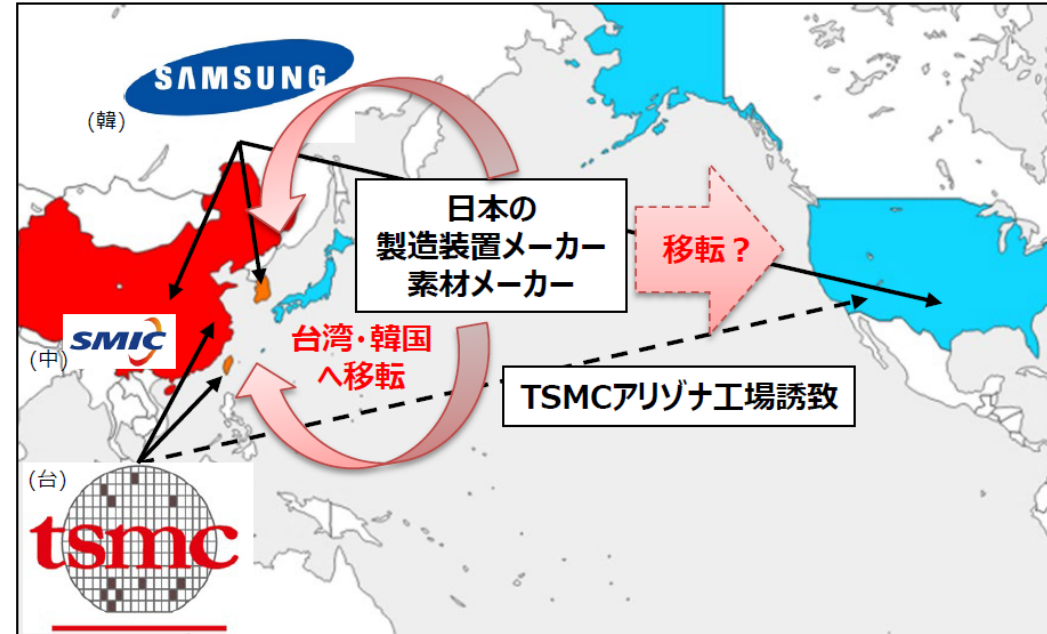 SAMSUNG
(韓)
日本の
製造装置メーカー
素材メーカー
移転？
SMIC
(中)
台湾・韓国
へ移転
TSMCアリゾナ工場誘致
(台)
tsmc